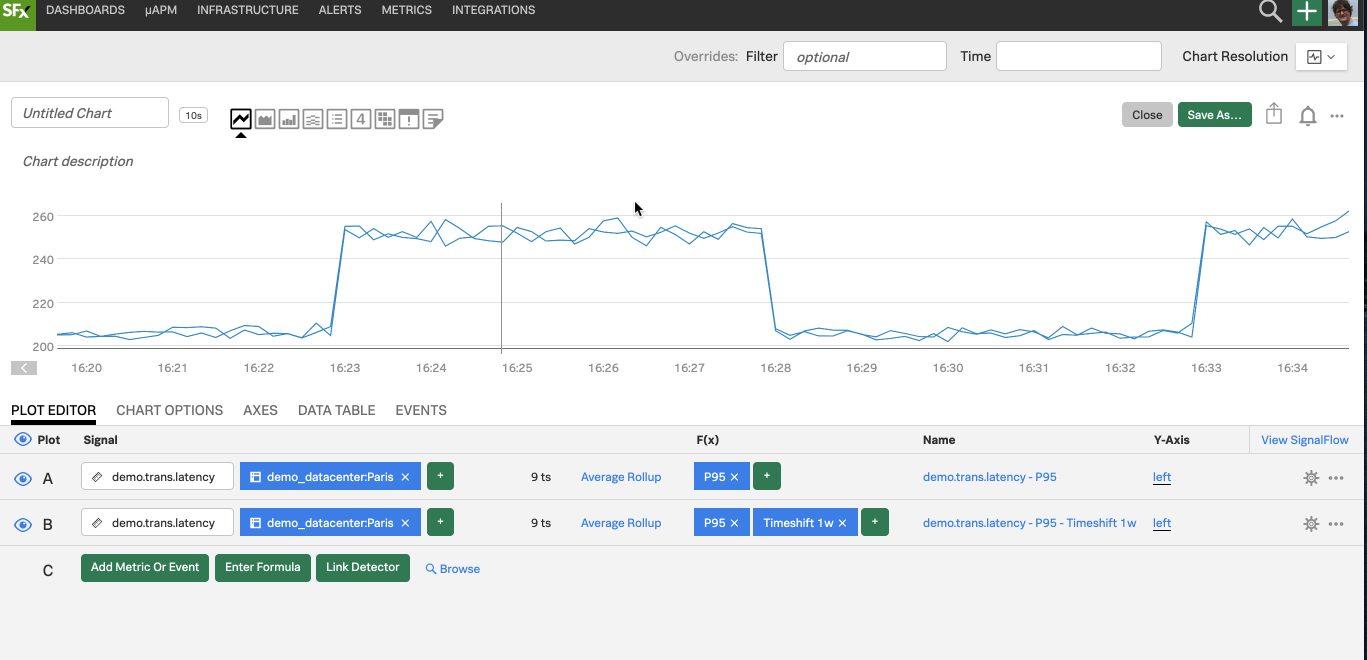 SFx DASHBOARDS µAPM INFRASTRUCTURE ALERTS METRICS INTEGRATIONS
Overrides: Filter optional Time Chart Resolution
Untitled Chart 10s 4 Close Save As...
Chart description
260
240
220
200
16:20 16:21 16:22 16:23 16:24 16:25 16:26 16:27 16:28 16:29 16:30 16:31 16:32 16:33 16:34
PLOT EDITOR CHART OPTIONS AXES DATA TABLE EVENTS
Plot Signal F(x) Name Y-Axis View SignalFlow
A demo.trans.latency demo_datacenter:Paris × + 9 ts Average Rollup P95 × + demo.trans.latency - P95 left
B demo.trans.latency demo_datacenter:Paris × + 9 ts Average Rollup P95 × Timeshift 1w × + demo.trans.latency - P95 - Timeshift 1w left
C Add Metric Or Event Enter Formula Link Detector Browse